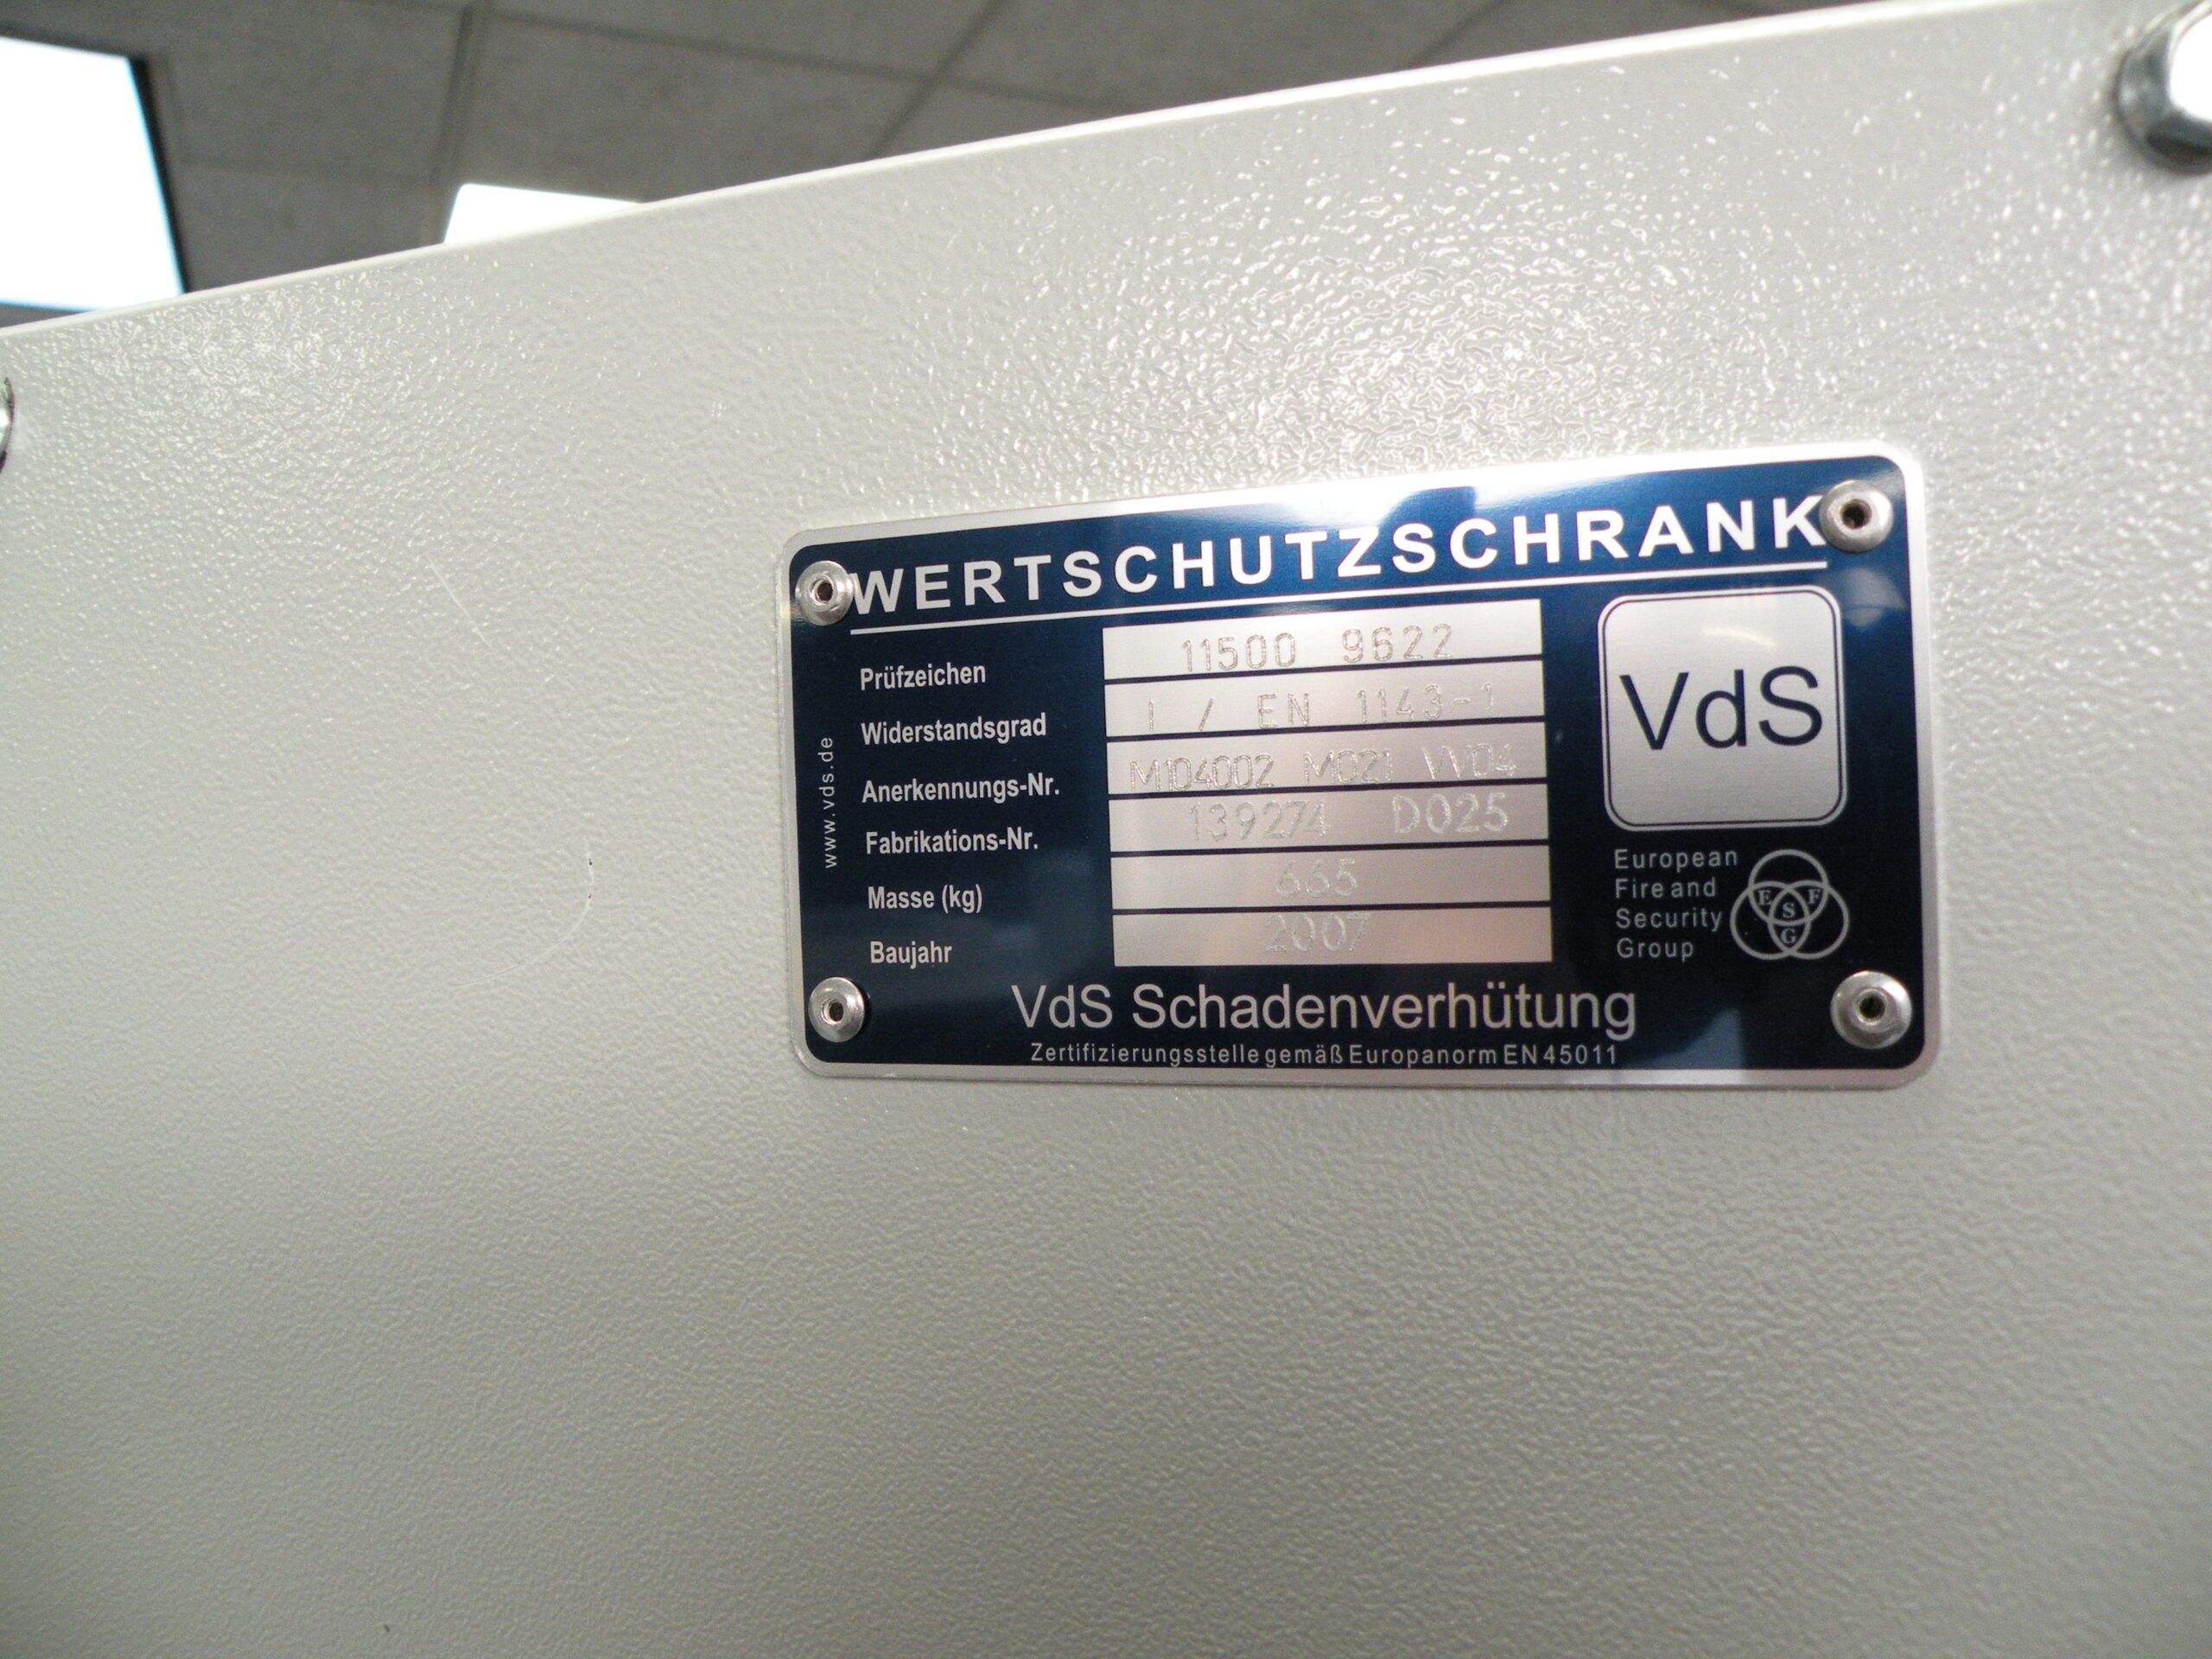 WERTSCHUTZSCHRANK
Prüfzeichen 11500 9622
Widerstandsgrad I / EN 1143-1
Anerkennungs-Nr. M104002 M021 W04
Fabrikations-Nr. 139274 D025
Masse (kg) 665
Baujahr 2007
www.vds.de
VdS
European
Fire and
Security
Group
E S F
G
VdS Schadenverhütung
Zertifizierungsstelle gemäß Europanorm EN 45011